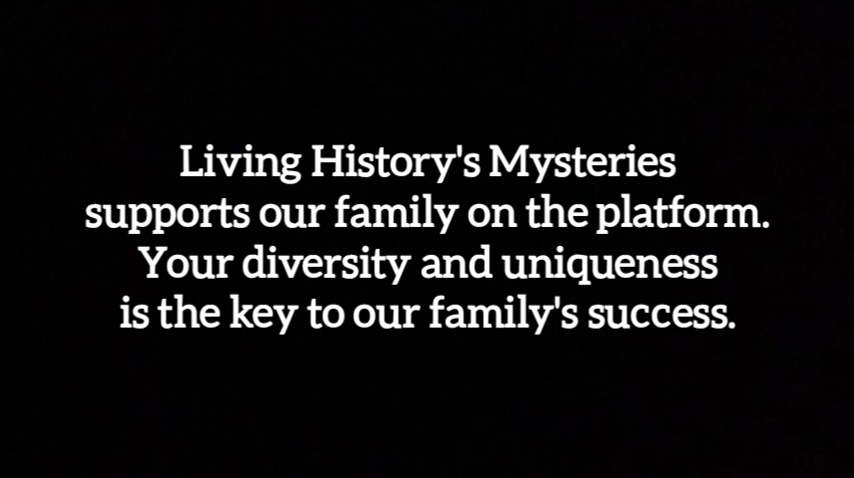 Living History's Mysteries
supports our family on the platform.
Your diversity and uniqueness
is the key to our family's success.